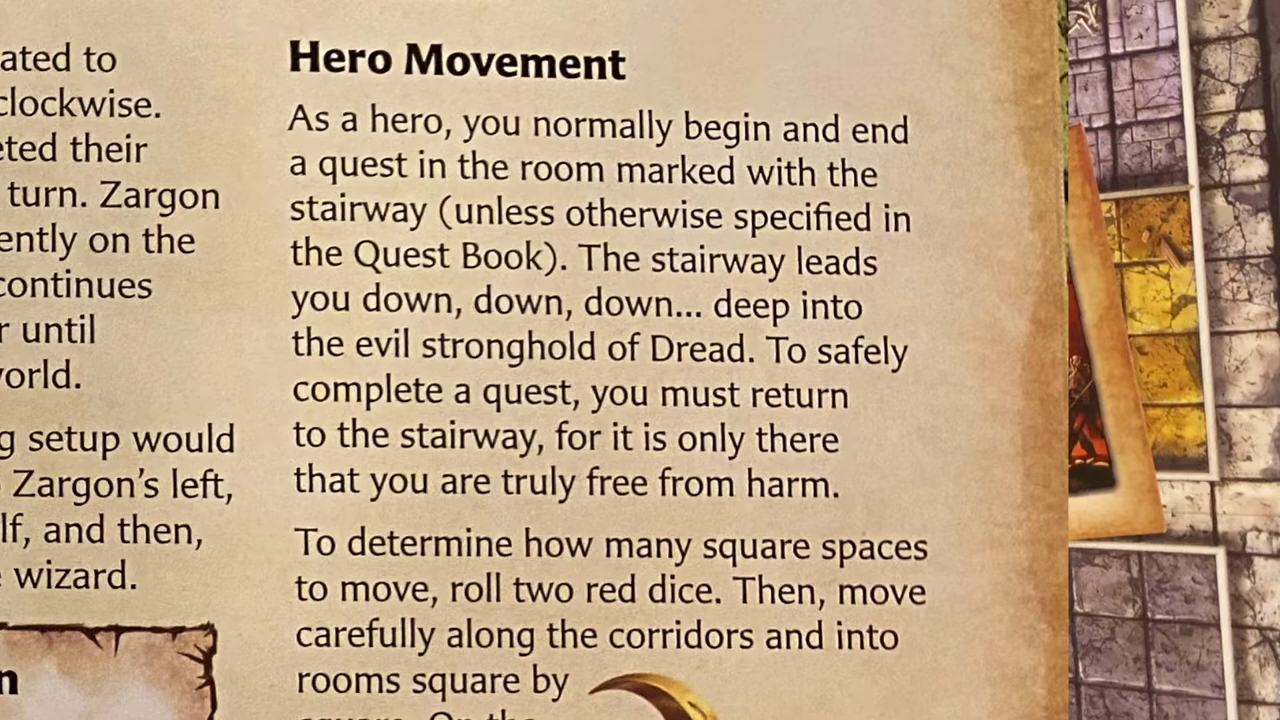 ated to
clockwise.
eted their
turn. Zargon
ently on the
continues
r until
world.
g setup would
Zargon's left,
lf, and then,
wizard.
n
Hero Movement
As a hero, you normally begin and end
a quest in the room marked with the
stairway (unless otherwise specified in
the Quest Book). The stairway leads
you down, down, down... deep into
the evil stronghold of Dread. To safely
complete a quest, you must return
to the stairway, for it is only there
that you are truly free from harm.
To determine how many square spaces
to move, roll two red dice. Then, move
carefully along the corridors and into
rooms square by
square. On the